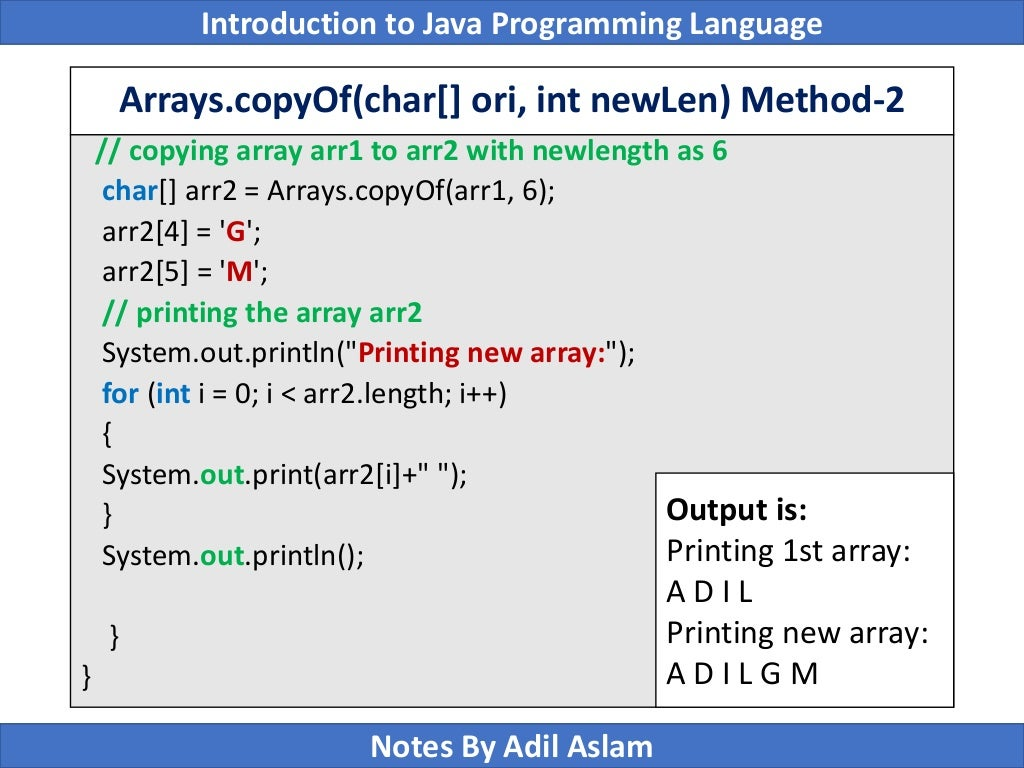 Introduction to Java Programming Language
Arrays.copyOf(char[] ori, int newLen) Method-2
// copying array arr1 to arr2 with newlength as 6
char[] arr2 = Arrays.copyOf(arr1, 6);
arr2[4] = 'G';
arr2[5] = 'M';
// printing the array arr2
System.out.println("Printing new array:");
for (int i = 0; i < arr2.length; i++)
{
System.out.print(arr2[i]+" ");
}
System.out.println();
}
}
Output is:
Printing 1st array:
A D I L
Printing new array:
A D I L G M
Notes By Adil Aslam